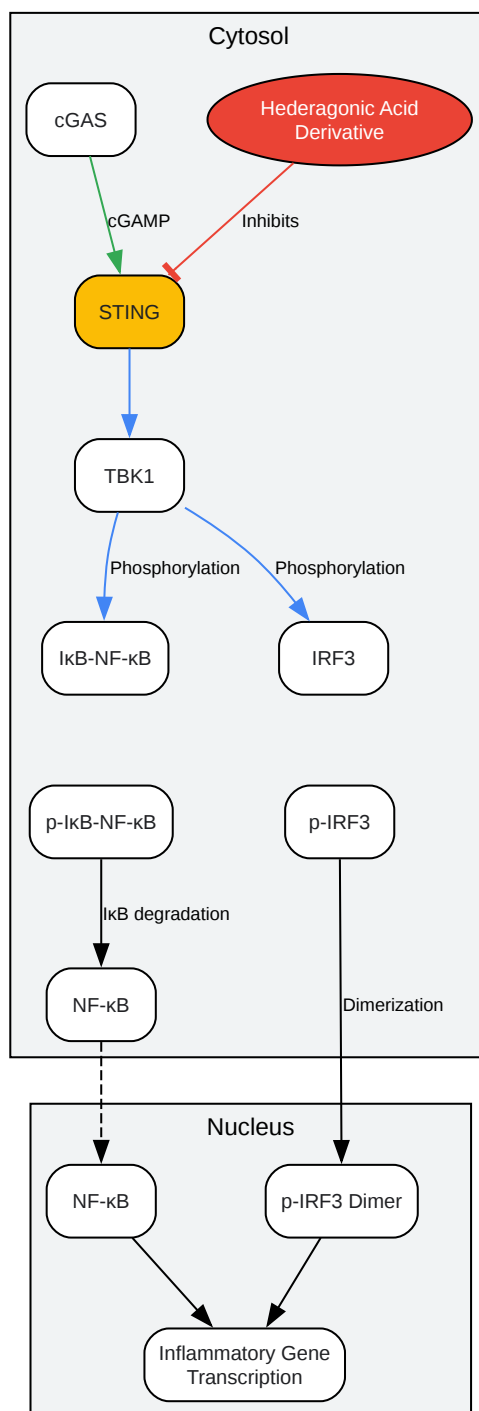 Cytosol
cGAS
Hederagonic Acid
Derivative
cGAMP
Inhibits
STING
TBK1
Phosphorylation
Phosphorylation
IκB-NF-κB
IRF3
p-IκB-NF-κB
p-IRF3
IκB degradation
NF-κB
Dimerization
Nucleus
NF-κB
p-IRF3 Dimer
Inflammatory Gene
Transcription